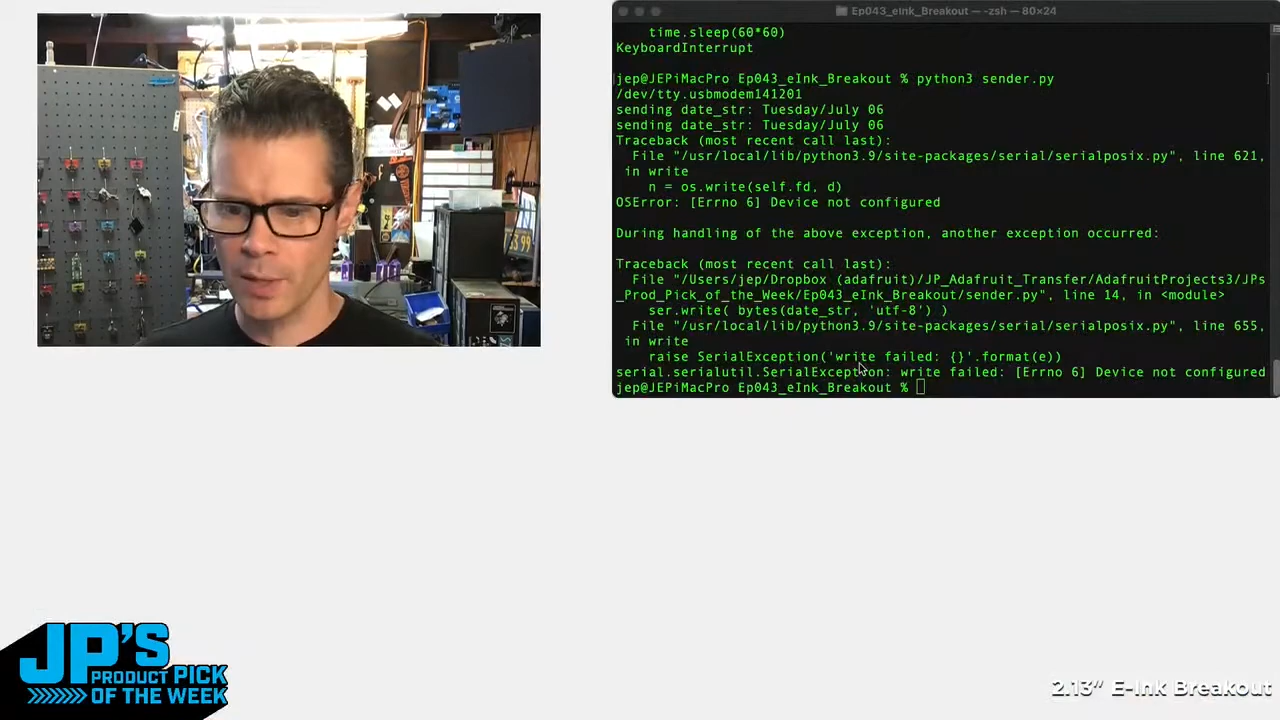 Ep043_eInk_Breakout — -zsh — 80×24
time.sleep(60*60)
KeyboardInterrupt
jep@JEPiMacPro Ep043_eInk_Breakout % python3 sender.py
/dev/tty.usbmodem141201
sending date_str: Tuesday/July 06
sending date_str: Tuesday/July 06
Traceback (most recent call last):
File "/usr/local/lib/python3.9/site-packages/serial/serialposix.py", line 621,
in write
n = os.write(self.fd, d)
OSError: [Errno 6] Device not configured
During handling of the above exception, another exception occurred:
Traceback (most recent call last):
File "/Users/jep/Dropbox (adafruit)/JP_Adafruit_Transfer/AdafruitProjects3/JPs
_Prod_Pick_of_the_Week/Ep043_eInk_Breakout/sender.py", line 14, in <module>
ser.write( bytes(date_str, 'utf-8') )
File "/usr/local/lib/python3.9/site-packages/serial/serialposix.py", line 655,
in write
raise SerialException('write failed: {}'.format(e))
serial.serialutil.SerialException: write failed: [Errno 6] Device not configured
jep@JEPiMacPro Ep043_eInk_Breakout %
JP'S
PRODUCT PICK
OF THE WEEK
2.13" E-Ink Breakout